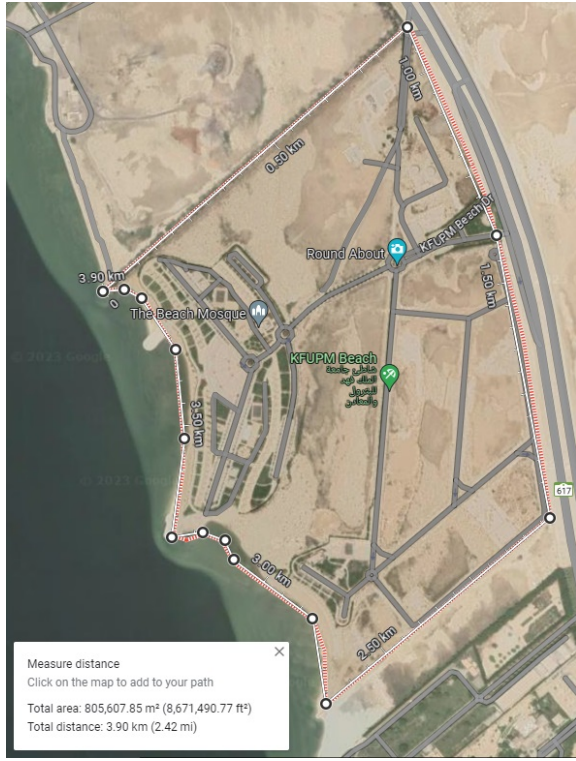 1.00 km
0.50 km
KFUPM Beach Dr
Round About
1.50 km
3.90 km
0
The Beach Mosque
© 2023 Google
KFUPM Beach
شاطئ جامعة
الملك فهد
للبترول
والمعادن
3.50 km
© 2023 Google
617
3.00 km
2.50 km
Measure distance
Click on the map to add to your path
Total area: 805,607.85 m² (8,671,490.77 ft²)
Total distance: 3.90 km (2.42 mi)